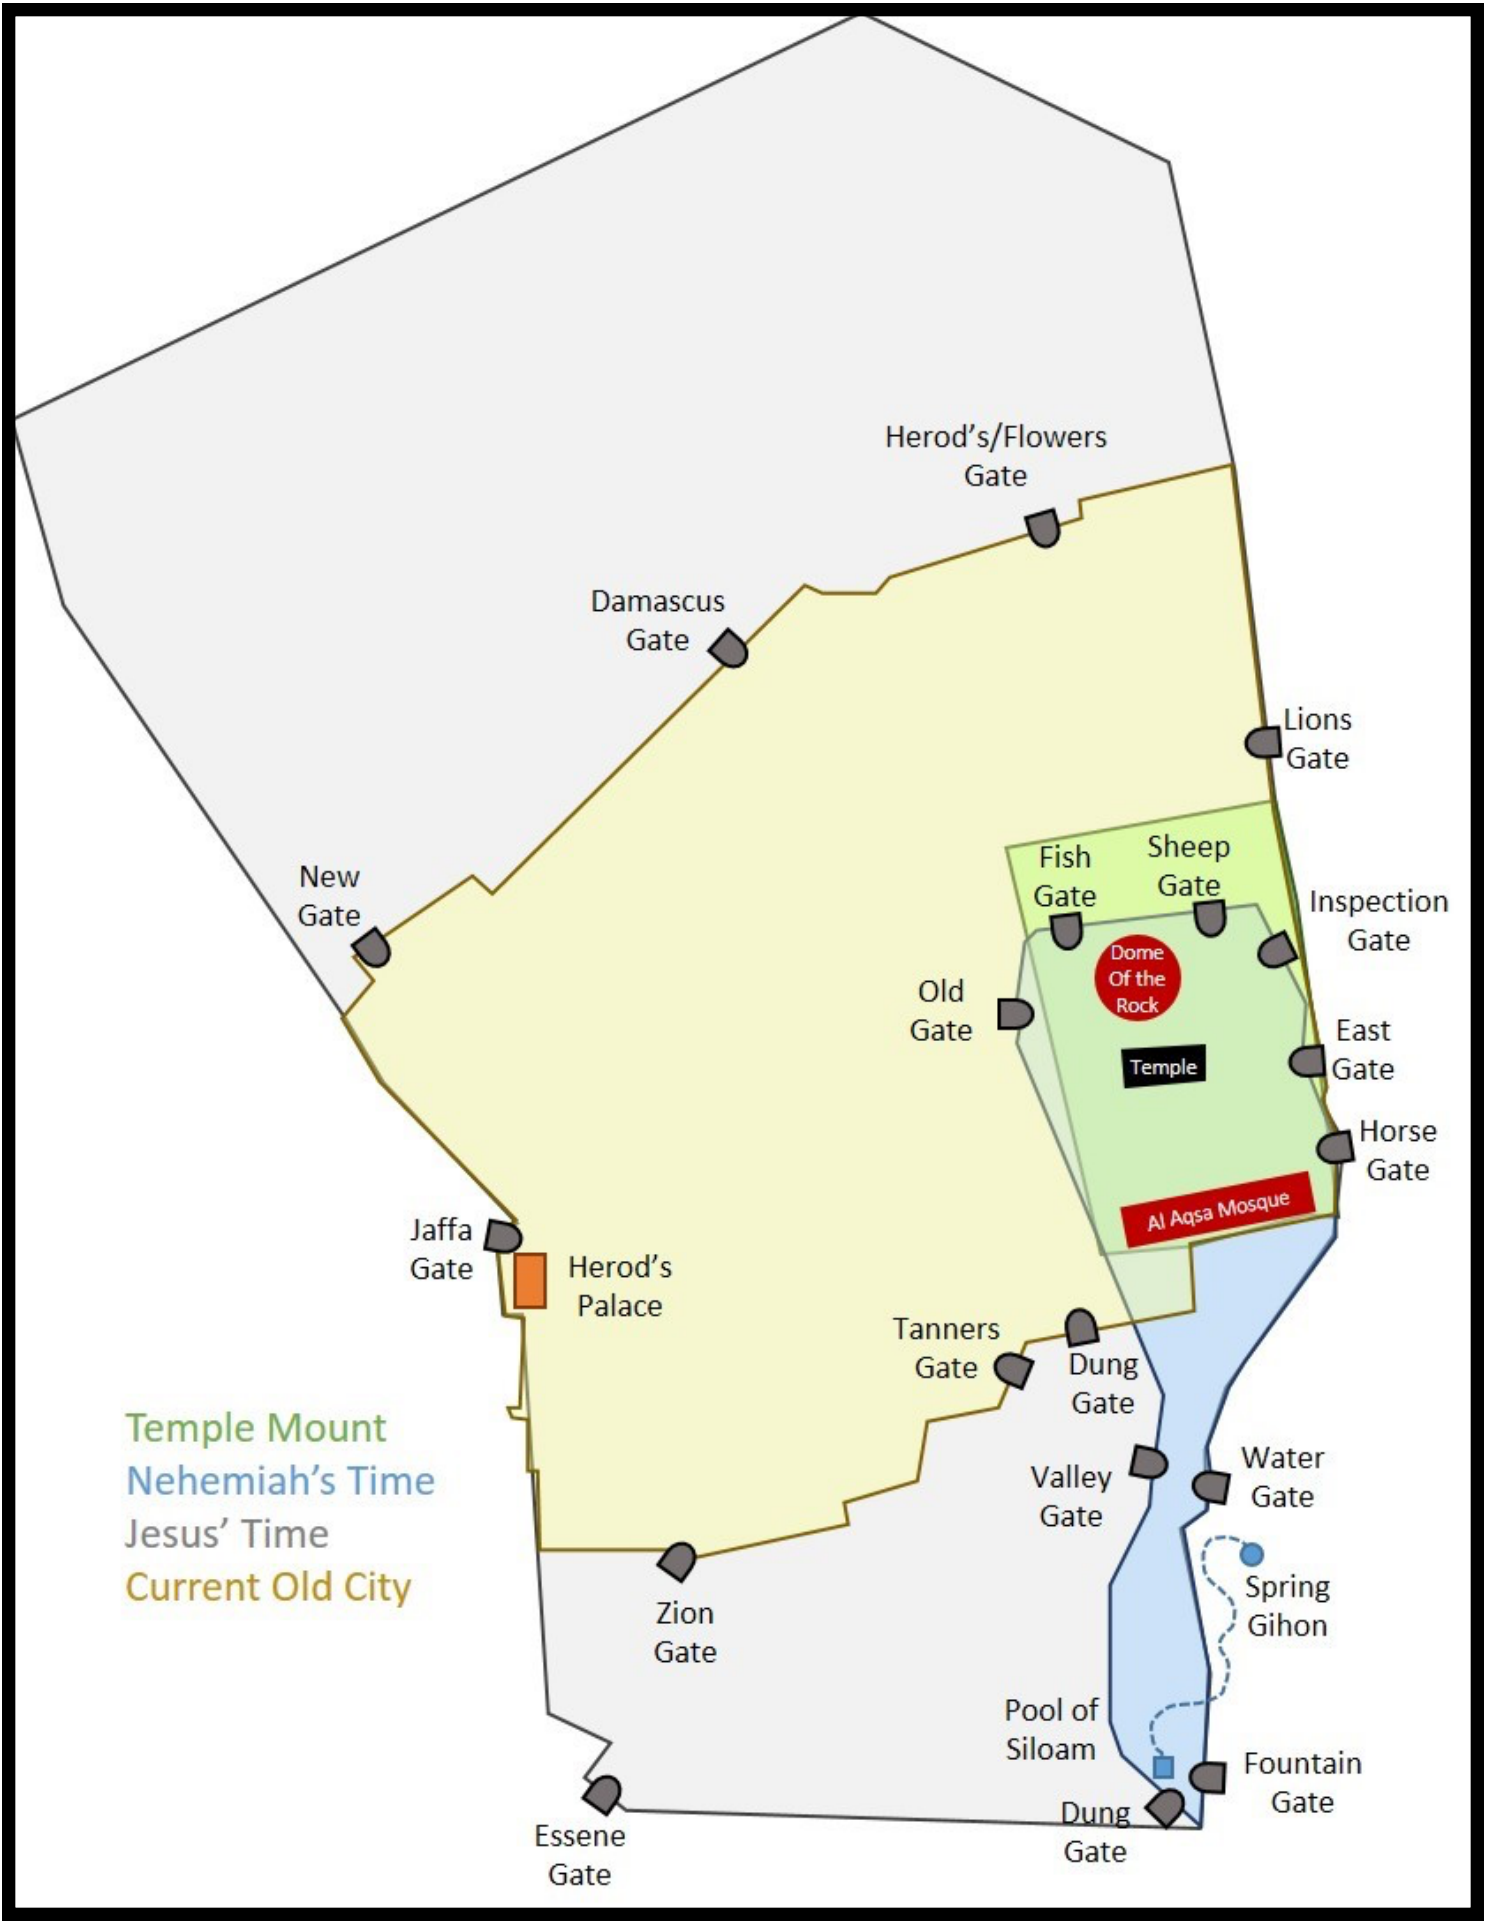 Herod's/Flowers
Gate
Damascus
Gate
Lions
Gate
New
Gate
Fish
Gate
Sheep
Gate
Inspection
Gate
Dome
Of the
Rock
Old
Gate
East
Gate
Temple
Horse
Gate
Al Aqsa Mosque
Jaffa
Gate
Herod's
Palace
Tanners
Gate
Dung
Gate
Temple Mount
Nehemiah's Time
Jesus' Time
Current Old City
Valley
Gate
Water
Gate
Spring
Gihon
Zion
Gate
Pool of
Siloam
Fountain
Gate
Dung
Gate
Essene
Gate